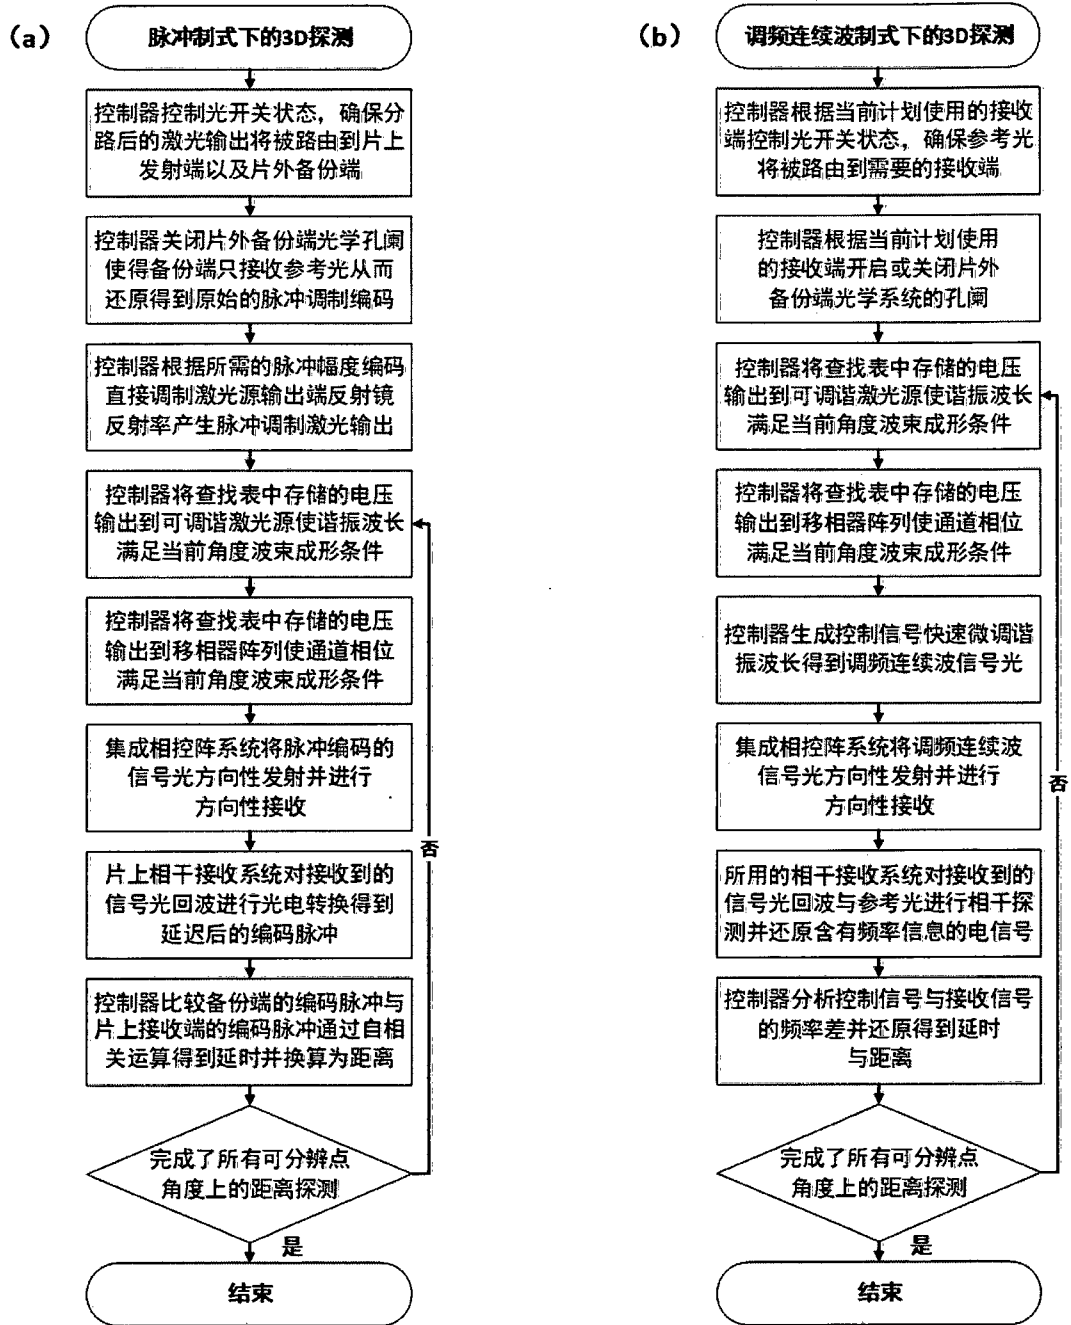 (a)
脉冲制式下的3D探测
控制器控制光开关状态，确保分
路后的激光输出将被路由到片上
发射端以及片外备份端
控制器关闭片外备份端光学孔阑
使得备份端只接收参考光从而
还原得到原始的脉冲调制编码
控制器根据所需的脉冲幅度编码
直接调制激光源输出端反射镜
反射率产生脉冲调制激光输出
控制器将查找表中存储的电压
输出到可调谐激光源使谐振波长
满足当前角度波束成形条件
控制器将查找表中存储的电压
输出到移相器阵列使通道相位
满足当前角度波束成形条件
集成相控阵系统将脉冲编码的
信号光方向性发射并进行
方向性接收
片上相干接收系统对接收到的
信号光回波进行光电转换得到
延迟后的编码脉冲
控制器比较备份端的编码脉冲与
片上接收端的编码脉冲通过自相
关运算得到延时并换算为距离
完成了所有可分辨点
角度上的距离探测
否
是
结束
(b)
调频连续波制式下的3D探测
控制器根据当前计划使用的接收
端控制光开关状态，确保参考光
将被路由到需要的接收端
控制器根据当前计划使用
的接收端开启或关闭片外
备份端光学系统的孔阑
控制器将查找表中存储的电压
输出到可调谐激光源使谐振波长
满足当前角度波束成形条件
控制器将查找表中存储的电压
输出到移相器阵列使通道相位
满足当前角度波束成形条件
控制器生成控制信号快速微调谐
振波长得到调频连续波信号光
集成相控阵系统将调频连续波
信号光方向性发射并进行
方向性接收
所用的相干接收系统对接收到的
信号光回波与参考光进行相干探
测并还原含有频率信息的电信号
控制器分析控制信号与接收信号
的频率差并还原得到延时
与距离
完成了所有可分辨点
角度上的距离探测
否
是
结束